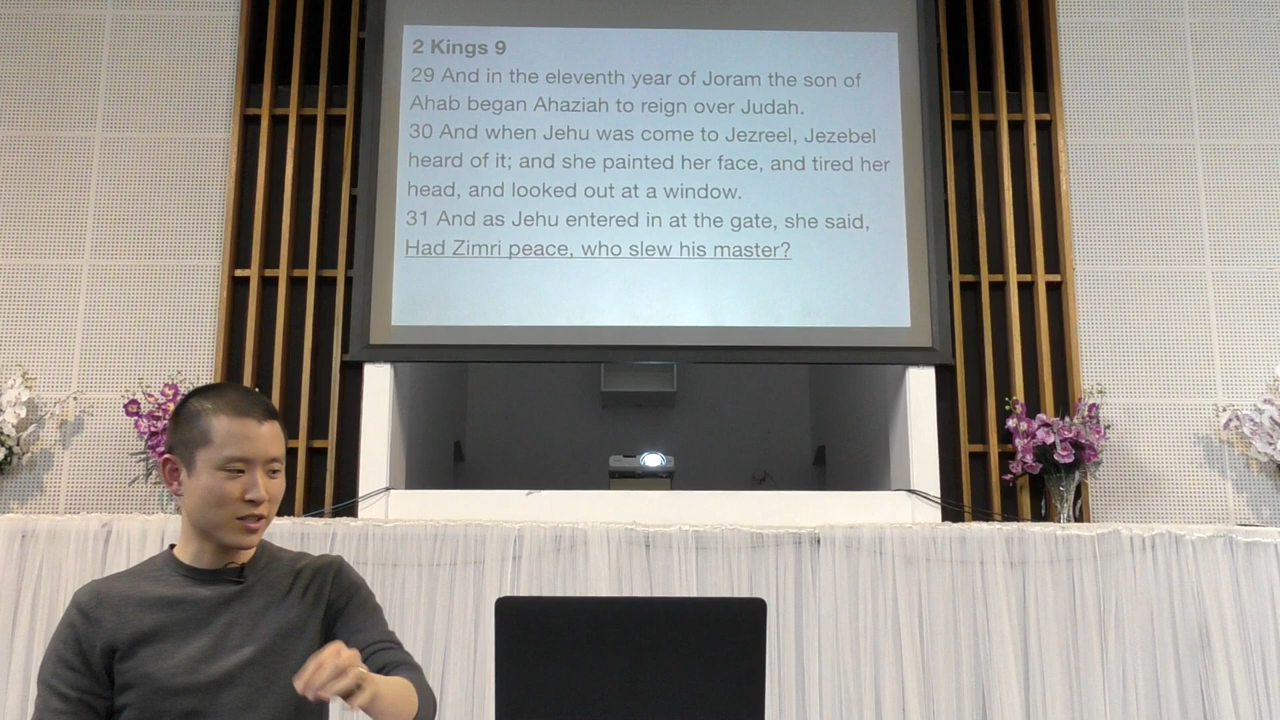 2 Kings 9
29 And in the eleventh year of Joram the son of
Ahab began Ahaziah to reign over Judah.
30 And when Jehu was come to Jezreel, Jezebel
heard of it; and she painted her face, and tired her
head, and looked out at a window.
31 And as Jehu entered in at the gate, she said,
Had Zimri peace, who slew his master?